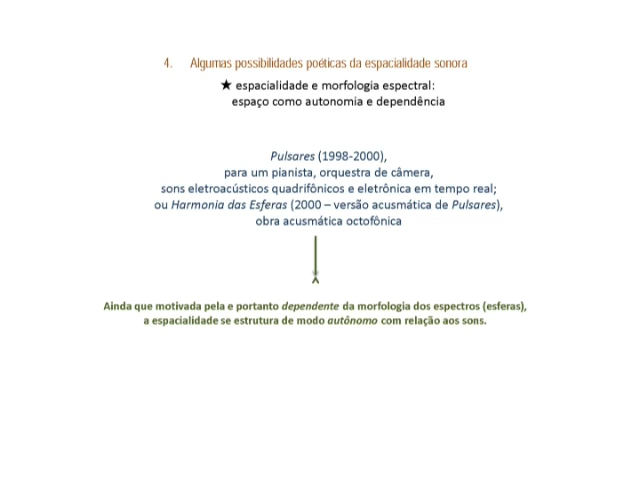 4. Algumas possibilidades poéticas da espacialidade sonora
★ espacialidade e morfologia espectral:
espaço como autonomia e dependência
Pulsares (1998-2000),
para um pianista, orquestra de câmera,
sons eletroacústicos quadrifônicos e eletrônica em tempo real;
ou Harmonia das Esferas (2000 – versão acusmática de Pulsares),
obra acusmática octofônica
Ainda que motivada pela e portanto dependente da morfologia dos espectros (esferas),
a espacialidade se estrutura de modo autônomo com relação aos sons.